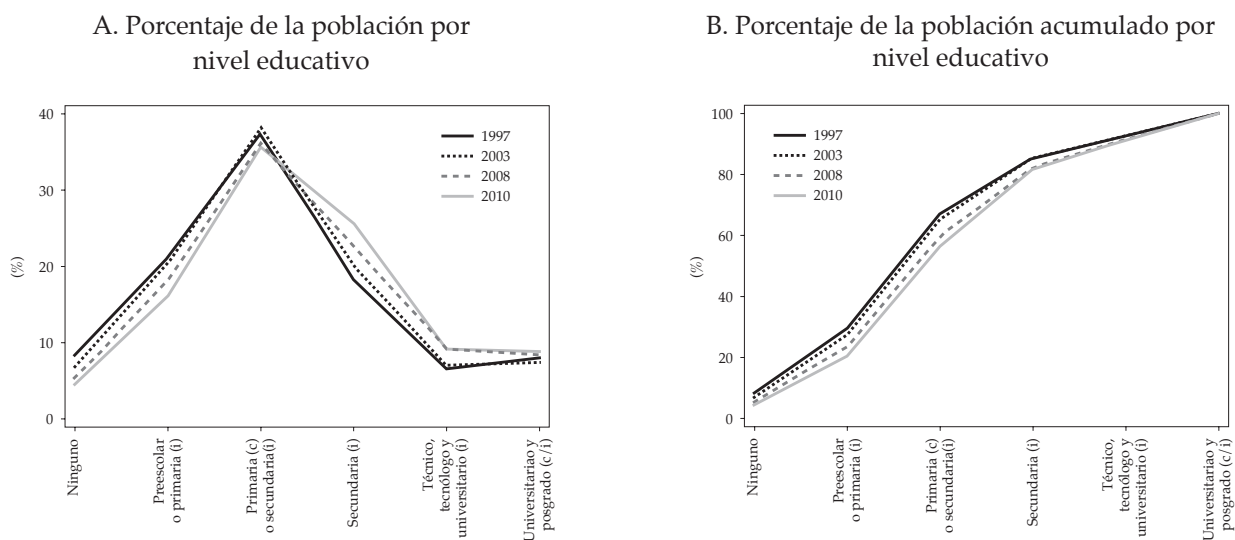 A. Porcentaje de la población por
nivel educativo
40
30
20
10
0
(%)
1997
2003
2008
2010
Ninguno
Preescolar
o primaria (i)
Primaria (c)
o secundaria(i)
Secundaria (i)
Técnico,
tecnólogo y
universitario (i)
Universitariao y
posgrado (c/i)
B. Porcentaje de la población acumulado por
nivel educativo
100
80
60
40
20
0
(%)
1997
2003
2008
2010
Ninguno
Preescolar
o primaria (i)
Primaria (c)
o secundaria(i)
Secundaria (i)
Técnico,
tecnólogo y
universitario (i)
Universitariao y
posgrado (c/i)